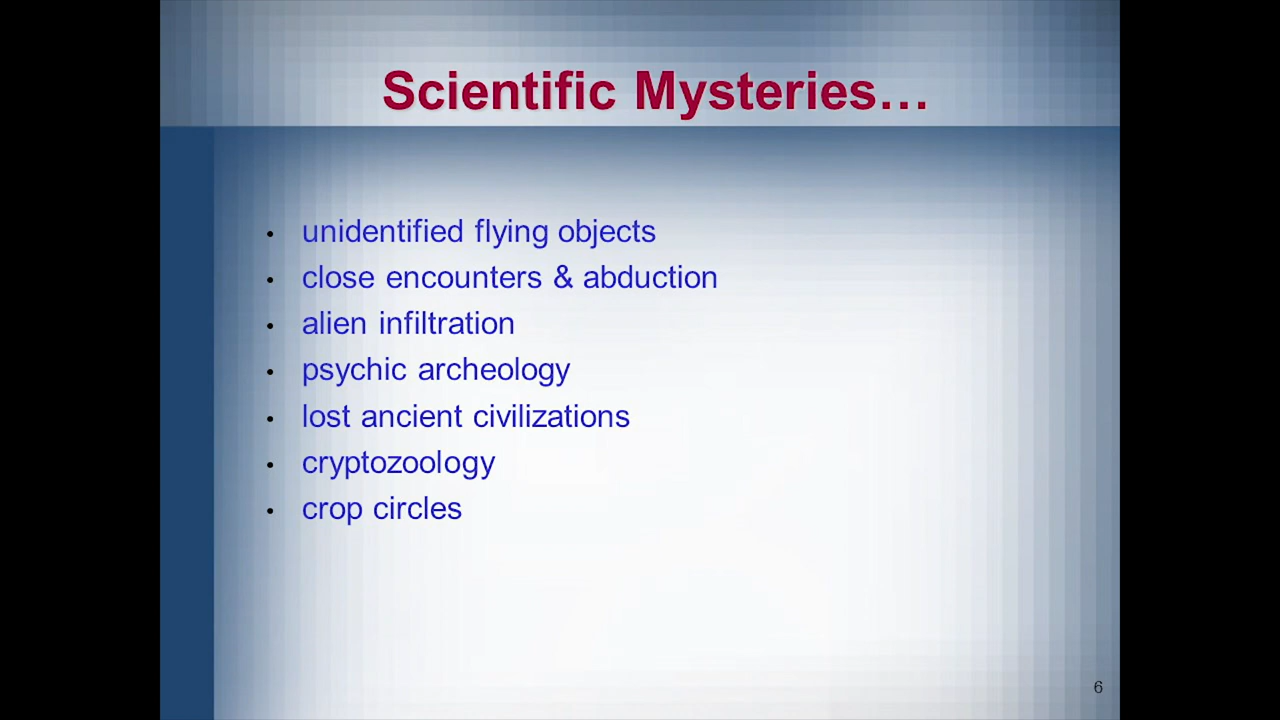 Scientific Mysteries…
• unidentified flying objects
• close encounters & abduction
• alien infiltration
• psychic archeology
• lost ancient civilizations
• cryptozoology
• crop circles
6